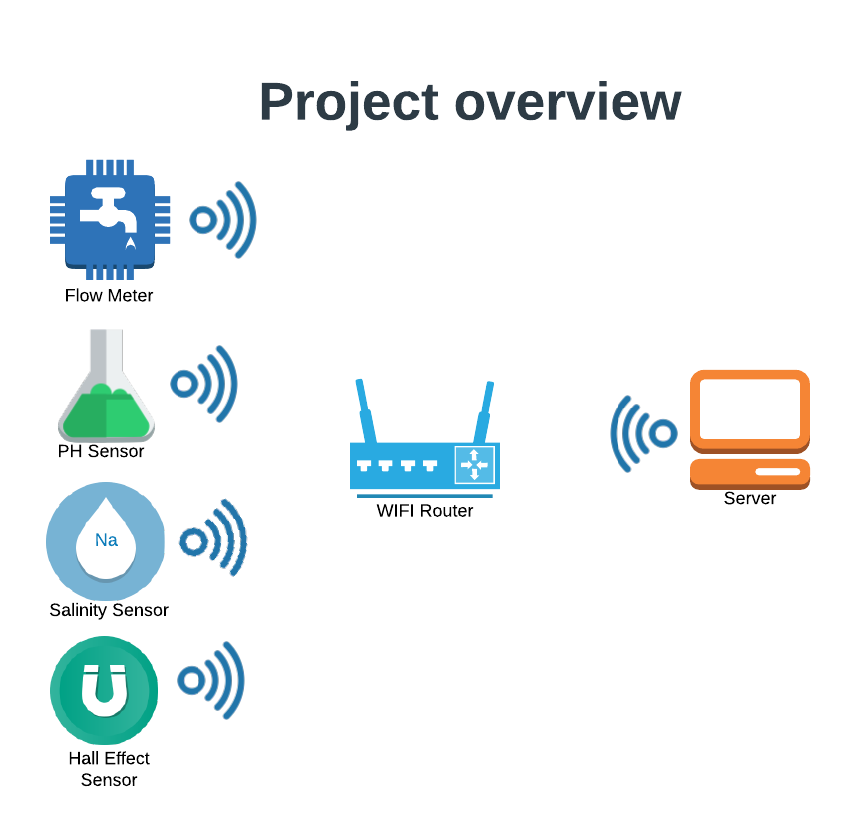 Project overview
Flow Meter
PH Sensor
Na
Salinity Sensor
Hall Effect
Sensor
WIFI Router
Server